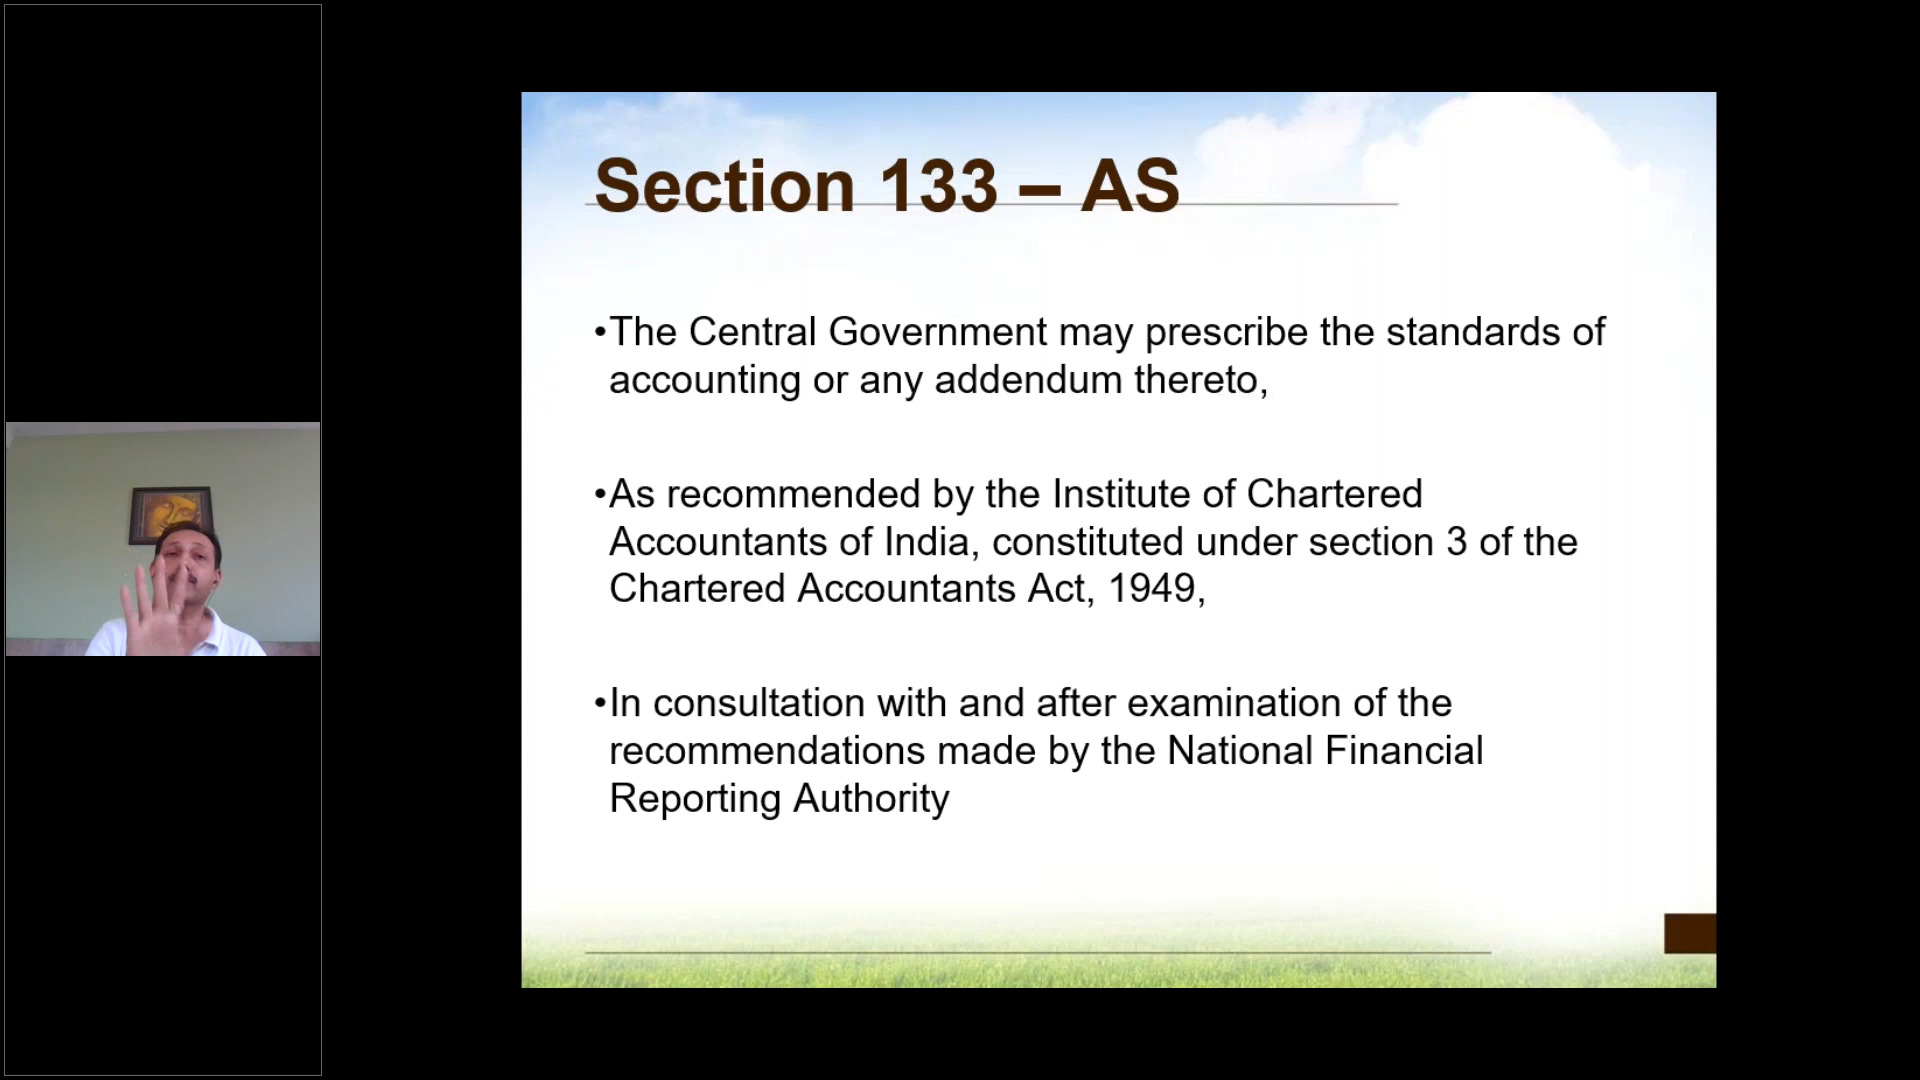 Section 133 – AS
•The Central Government may prescribe the standards of
accounting or any addendum thereto,
•As recommended by the Institute of Chartered
Accountants of India, constituted under section 3 of the
Chartered Accountants Act, 1949,
•In consultation with and after examination of the
recommendations made by the National Financial
Reporting Authority